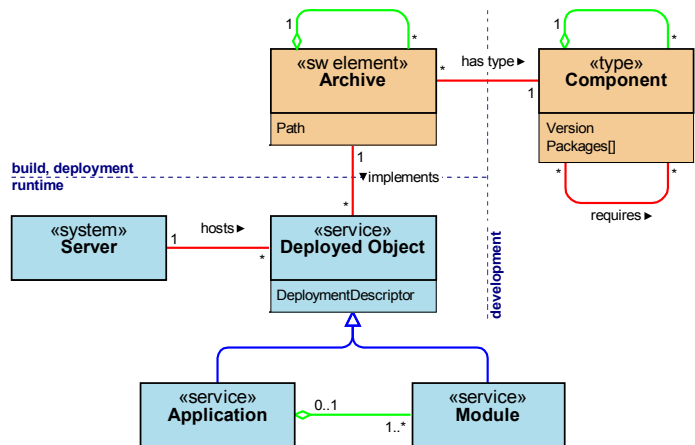 1
*
1
*
«sw element»
Archive
*
has type ►
1
«type»
Component
Path
Version
Packages[]
1
*
*
build, deployment
runtime
▼implements
requires ►
*
«system»
Server
1
hosts ►
*
«service»
Deployed Object
DeploymentDescriptor
development
«service»
Application
0..1
1..*
«service»
Module